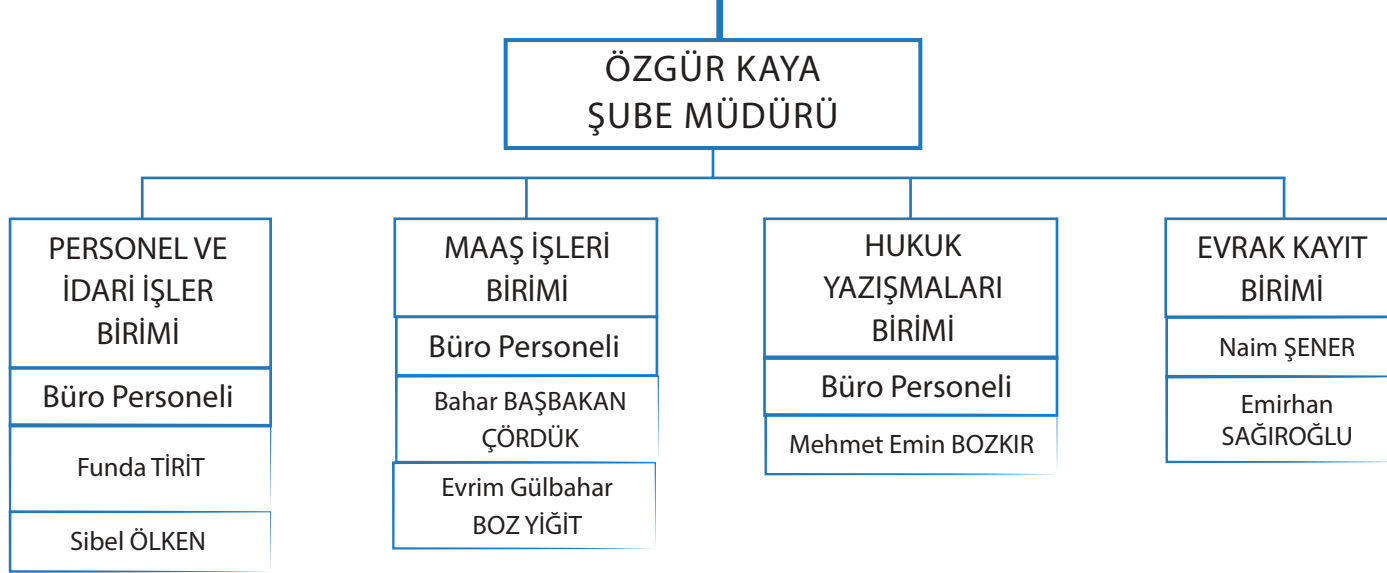 ÖZGÜR KAYA
ŞUBE MÜDÜRÜ
PERSONEL VE
İDARİ İŞLER
BİRİMİ
Büro Personeli
Funda TİRİT
Sibel ÖLKEN
MAAŞ İŞLERİ
BİRİMİ
Büro Personeli
Bahar BAŞBAKAN
ÇÖRDÜK
Evrim Gülbahar
BOZ YİĞİT
HUKUK
YAZIŞMALARI
BİRİMİ
Büro Personeli
Mehmet Emin BOZKIR
EVRAK KAYIT
BİRİMİ
Naim ŞENER
Emirhan
SAĞIROĞLU